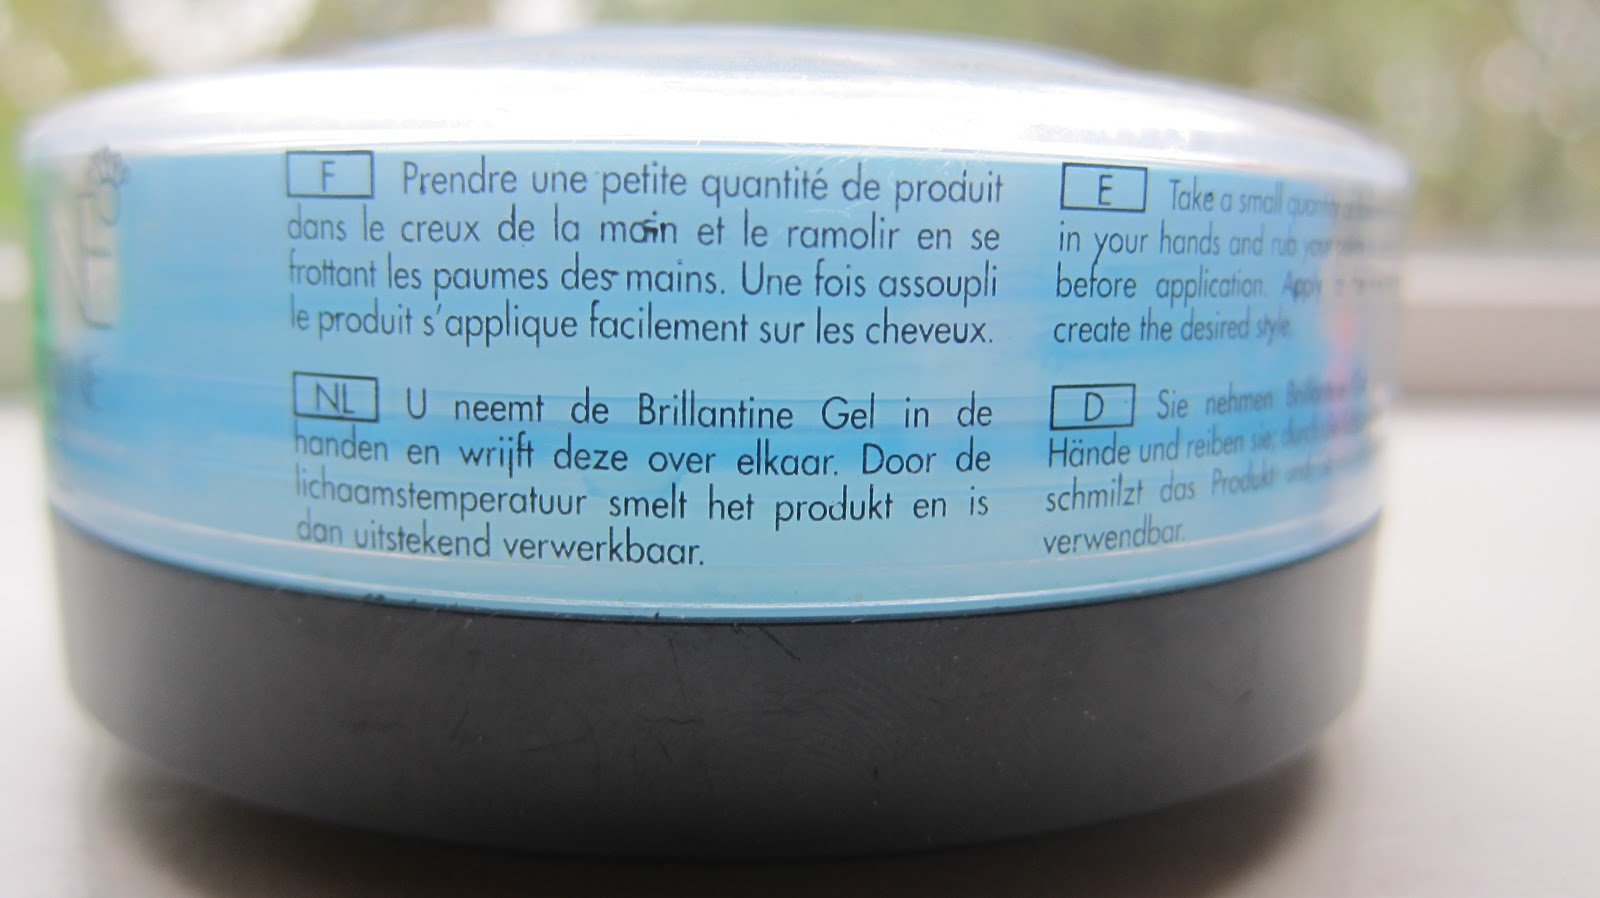 F Prendre une petite quantité de produit
dans le creux de la main et le ramolir en se
frottant les paumes des mains. Une fois assoupli
le produit s'applique facilement sur les cheveux.
NL U neemt de Brillantine Gel in de
handen en wrijft deze over elkaar. Door de
lichaamstemperatuur smelt het produkt en is
dan uitstekend verwerkbaar.
E Take a small quantity
in your hands and rub your
before application. Apply
create the desired style
D Sie nehmen
Hände und reiben sie; durch
schmilzt das Produkt und
verwendbar.